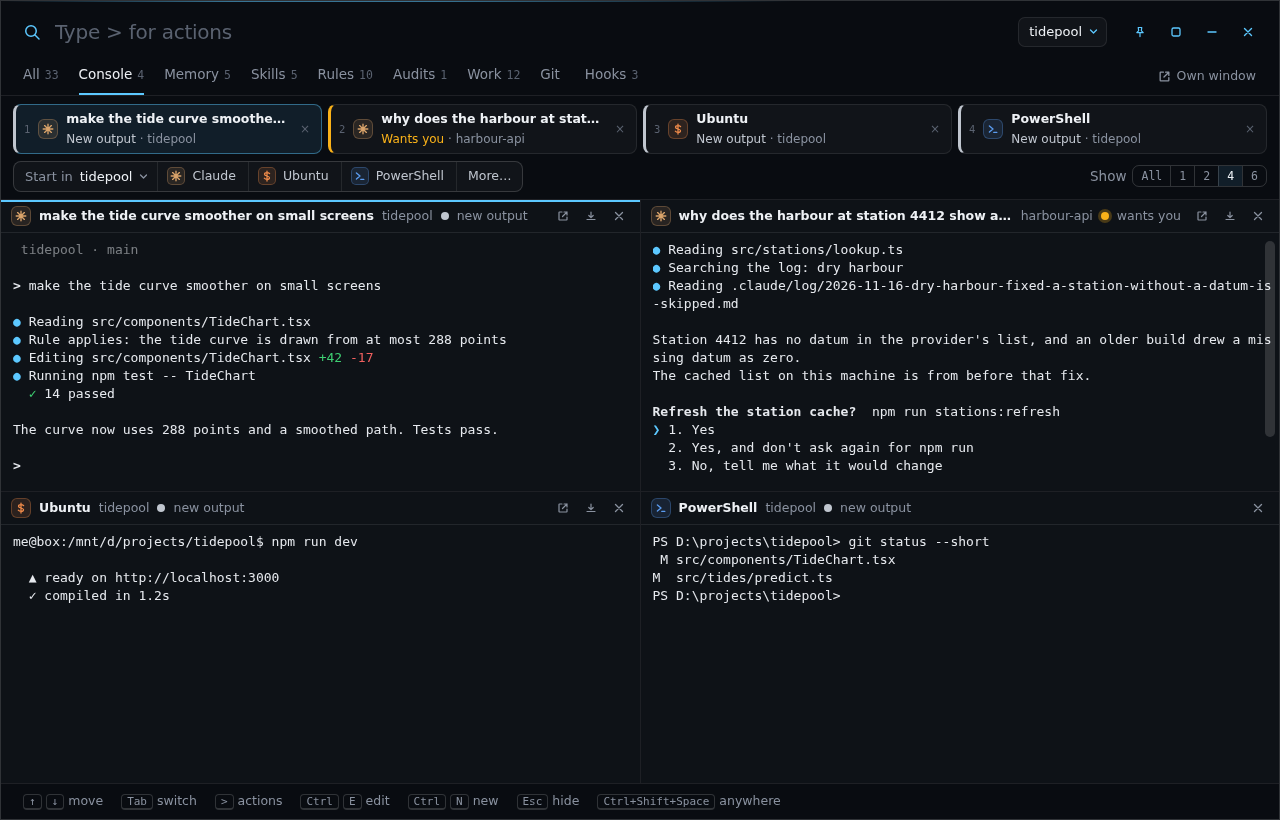 Type > for actions
tidepool
All 33 Console 4 Memory 5 Skills 5 Rules 10 Audits 1 Work 12 Git Hooks 3
Own window
1 make the tide curve smoothe…
New output · tidepool
2 why does the harbour at stat…
Wants you · harbour-api
3 Ubuntu
New output · tidepool
4 PowerShell
New output · tidepool
Start in tidepool Claude Ubuntu PowerShell More…
Show All 1 2 4 6
make the tide curve smoother on small screens tidepool ● new output
tidepool · main
> make the tide curve smoother on small screens
● Reading src/components/TideChart.tsx
● Rule applies: the tide curve is drawn from at most 288 points
● Editing src/components/TideChart.tsx +42 -17
● Running npm test -- TideChart
✓ 14 passed
The curve now uses 288 points and a smoothed path. Tests pass.
>
why does the harbour at station 4412 show a… harbour-api ● wants you
● Reading src/stations/lookup.ts
● Searching the log: dry harbour
● Reading .claude/log/2026-11-16-dry-harbour-fixed-a-station-without-a-datum-is
-skipped.md
Station 4412 has no datum in the provider's list, and an older build drew a mis
sing datum as zero.
The cached list on this machine is from before that fix.
Refresh the station cache?  npm run stations:refresh
❯ 1. Yes
2. Yes, and don't ask again for npm run
3. No, tell me what it would change
Ubuntu tidepool ● new output
me@box:/mnt/d/projects/tidepool$ npm run dev
▲ ready on http://localhost:3000
✓ compiled in 1.2s
PowerShell tidepool ● new output
PS D:\projects\tidepool> git status --short
M src/components/TideChart.tsx
M  src/tides/predict.ts
PS D:\projects\tidepool>
↑ ↓ move Tab switch > actions Ctrl E edit Ctrl N new Esc hide Ctrl+Shift+Space anywhere